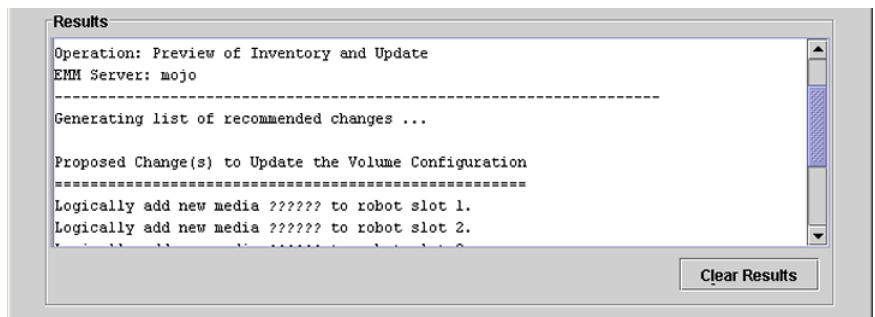 Results
Operation: Preview of Inventory and Update
EMM Server: mojo
--------------------------------------------------------------------
Generating list of recommended changes ...
Proposed Change(s) to Update the Volume Configuration
=====================================================
Logically add new media ?????? to robot slot 1.
Logically add new media ?????? to robot slot 2.
Clear Results